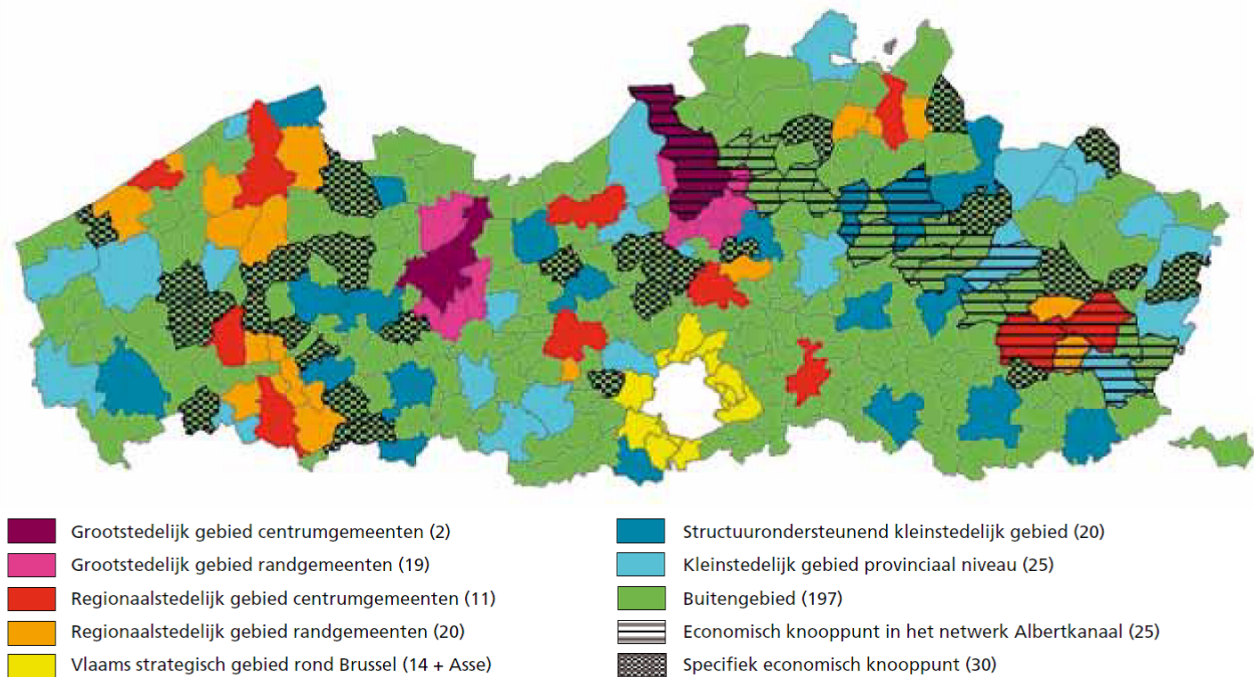 Grootstedelijk gebied centrumgemeenten (2)
Grootstedelijk gebied randgemeenten (19)
Regionaalstedelijk gebied centrumgemeenten (11)
Regionaalstedelijk gebied randgemeenten (20)
Vlaams strategisch gebied rond Brussel (14 + Asse)
Structuurondersteunend kleinstedelijk gebied (20)
Kleinstedelijk gebied provinciaal niveau (25)
Buitengebied (197)
Economisch knooppunt in het netwerk Albertkanaal (25)
Specifiek economisch knooppunt (30)